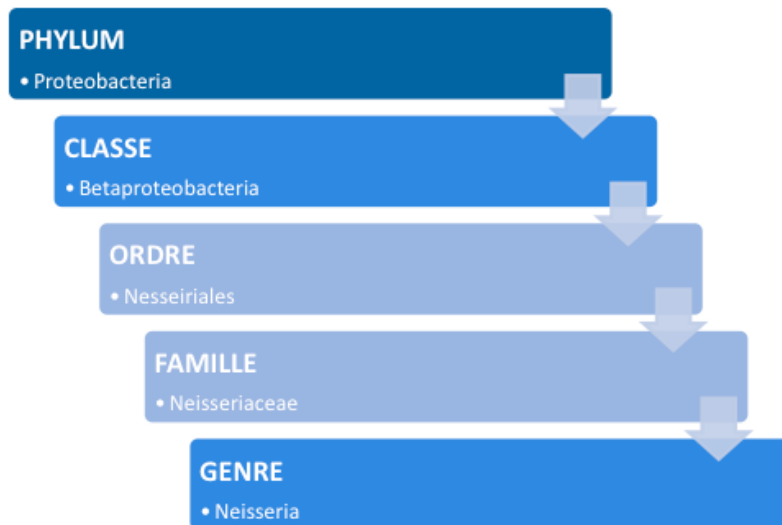 PHYLUM
• Proteobacteria
CLASSE
• Betaproteobacteria
ORDRE
• Nesseiriales
FAMILLE
• Neisseriaceae
GENRE
• Neisseria